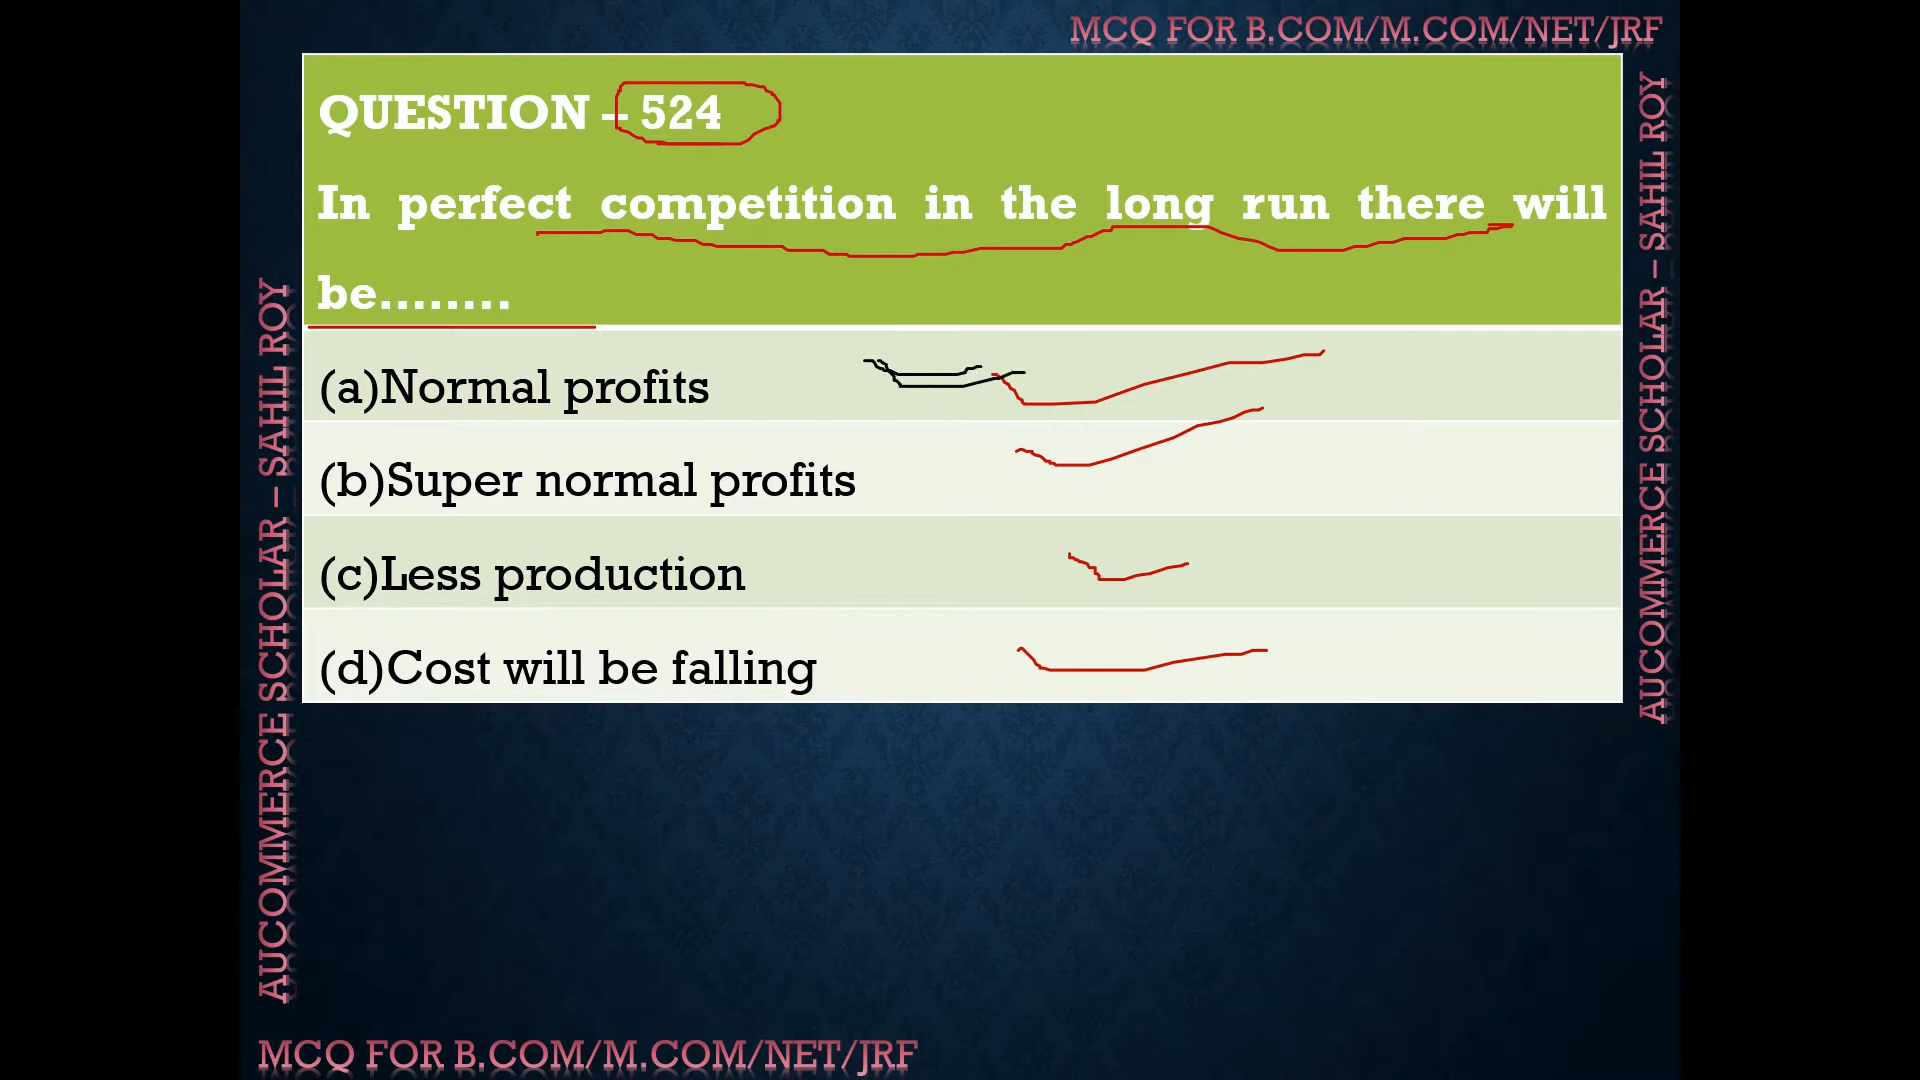 MCQ FOR B.COM/M.COM/NET/JRF
QUESTION – 524
In perfect competition in the long run there will
be........
(a)Normal profits
(b)Super normal profits
(c)Less production
(d)Cost will be falling
AUCOMMERCE SCHOLAR – SAHIL ROY
AUCOMMERCE SCHOLAR – SAHIL ROY
MCQ FOR B.COM/M.COM/NET/JRF